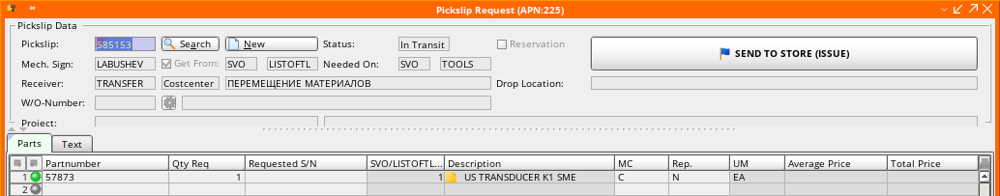 Pickslip Request (APN:225)
Pickslip Data
Pickslip: 585153 Search New Status: In Transit Reservation SEND TO STORE (ISSUE)
Mech. Sign: LABUSHEV Get From: SVO LISTOFTL Needed On: SVO TOOLS
Receiver: TRANSFER Costcenter ПЕРЕМЕЩЕНИЕ МАТЕРИАЛОВ Drop Location:
W/O-Number:
Project:
Parts Text
Partnumber Qty Req Requested S/N SVO/LISTOFTL... Description MC Rep. UM Average Price Total Price
1 57873 1 1 US TRANSDUCER K1 SME C N EA
2